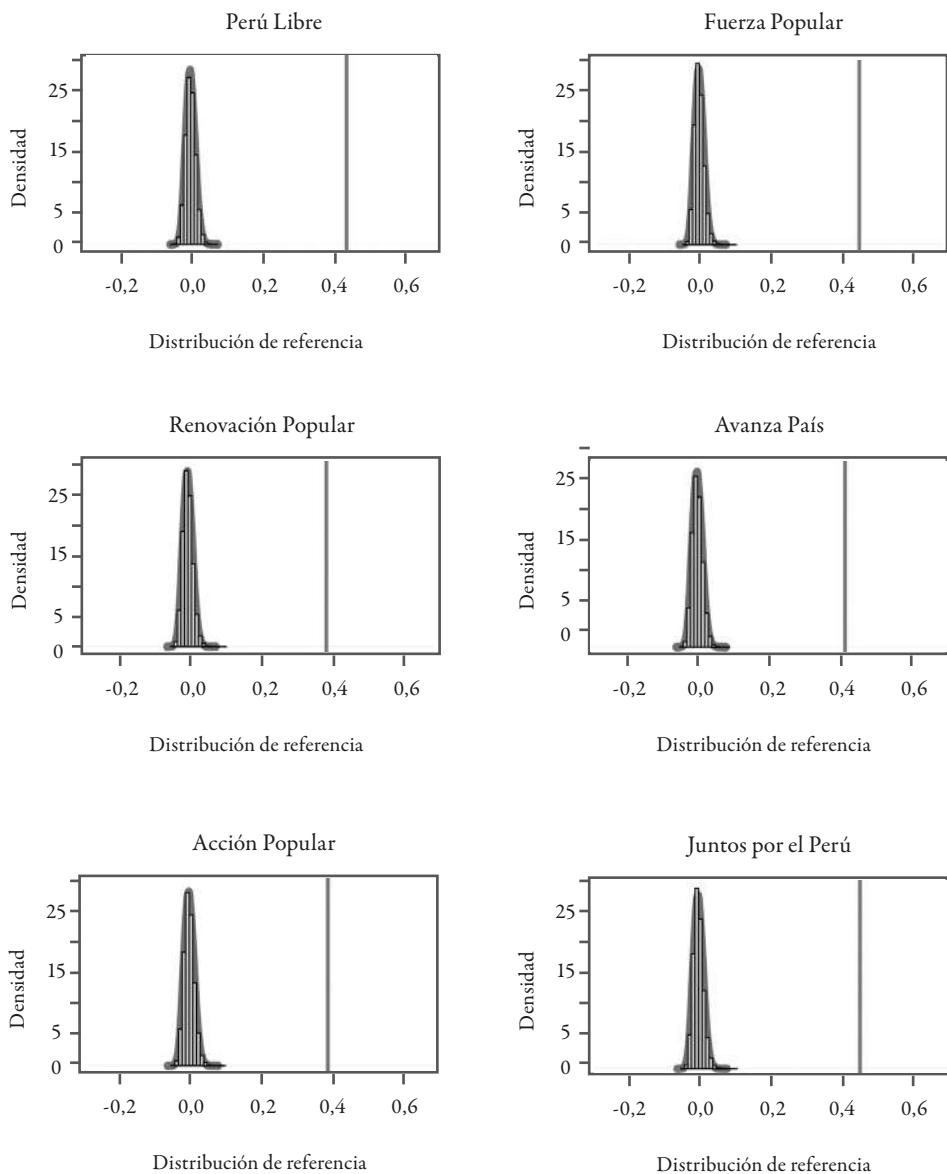 Perú Libre
Densidad
25
15
5
0
-0,2 0,0 0,2 0,4 0,6
Distribución de referencia
Fuerza Popular
Densidad
25
15
5
0
-0,2 0,0 0,2 0,4 0,6
Distribución de referencia
Renovación Popular
Densidad
25
15
5
0
-0,2 0,0 0,2 0,4 0,6
Distribución de referencia
Avanza País
Densidad
25
15
5
0
-0,2 0,0 0,2 0,4 0,6
Distribución de referencia
Acción Popular
Densidad
25
15
5
0
-0,2 0,0 0,2 0,4 0,6
Distribución de referencia
Juntos por el Perú
Densidad
25
15
5
0
-0,2 0,0 0,2 0,4 0,6
Distribución de referencia